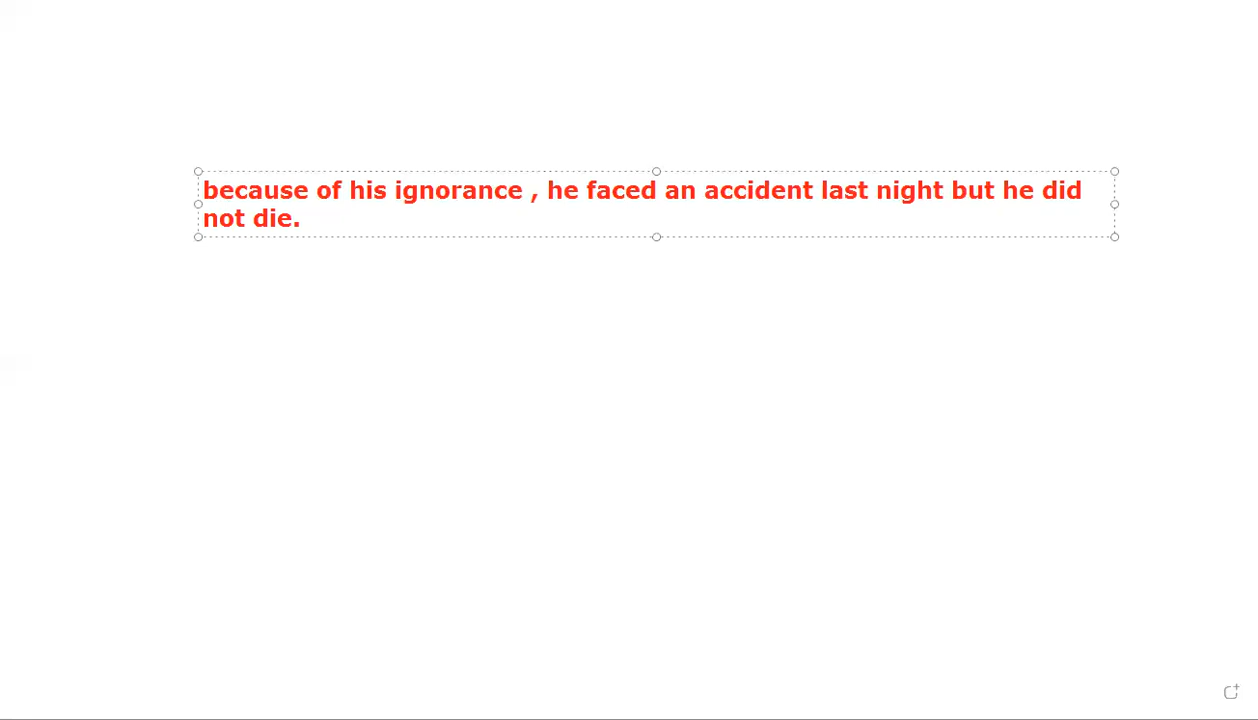 because of his ignorance , he faced an accident last night but he did
not die.